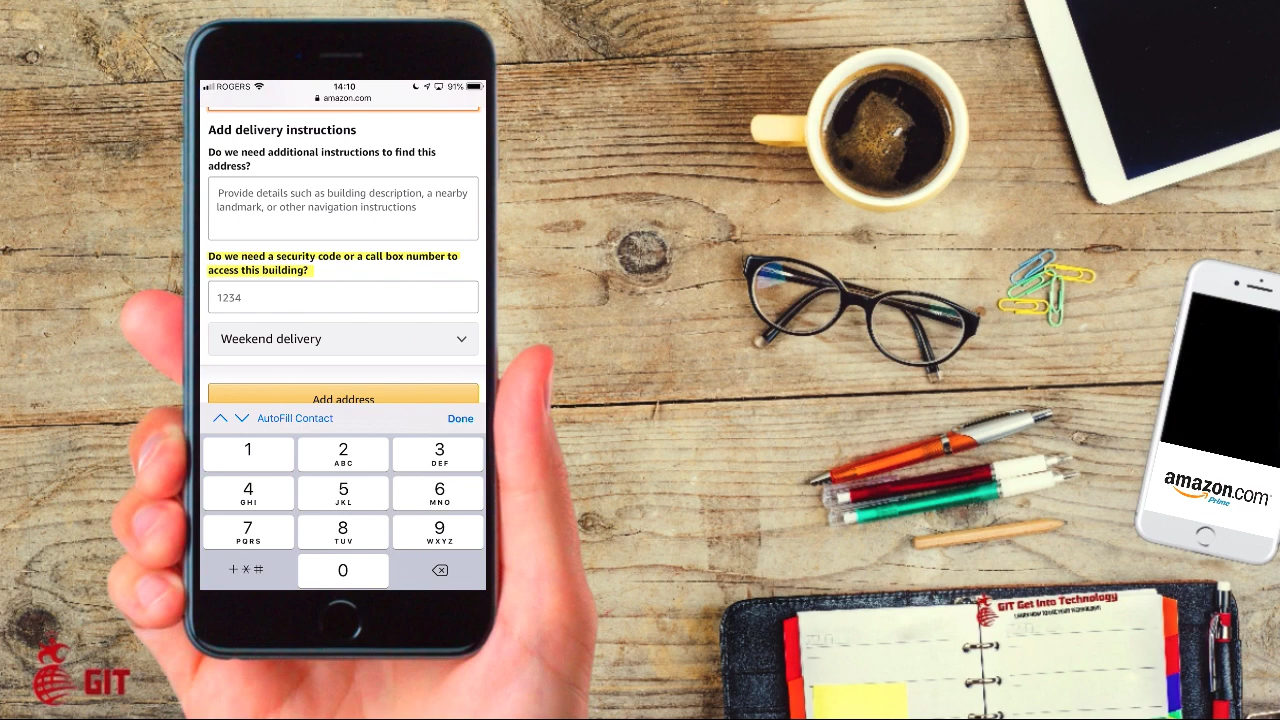 ROGERS
14:10
91%
amazon.com
Add delivery instructions
Do we need additional instructions to find this
address?
Provide details such as building description, a nearby
landmark, or other navigation instructions
Do we need a security code or a call box number to
access this building?
1234
Weekend delivery
Add address
AutoFill Contact
Done
1
2
ABC
3
DEF
4
GHI
5
JKL
6
MNO
7
PQRS
8
TUV
9
WXYZ
+*#
0
amazon.com
Prime
GIT Get Into Technology
GIT